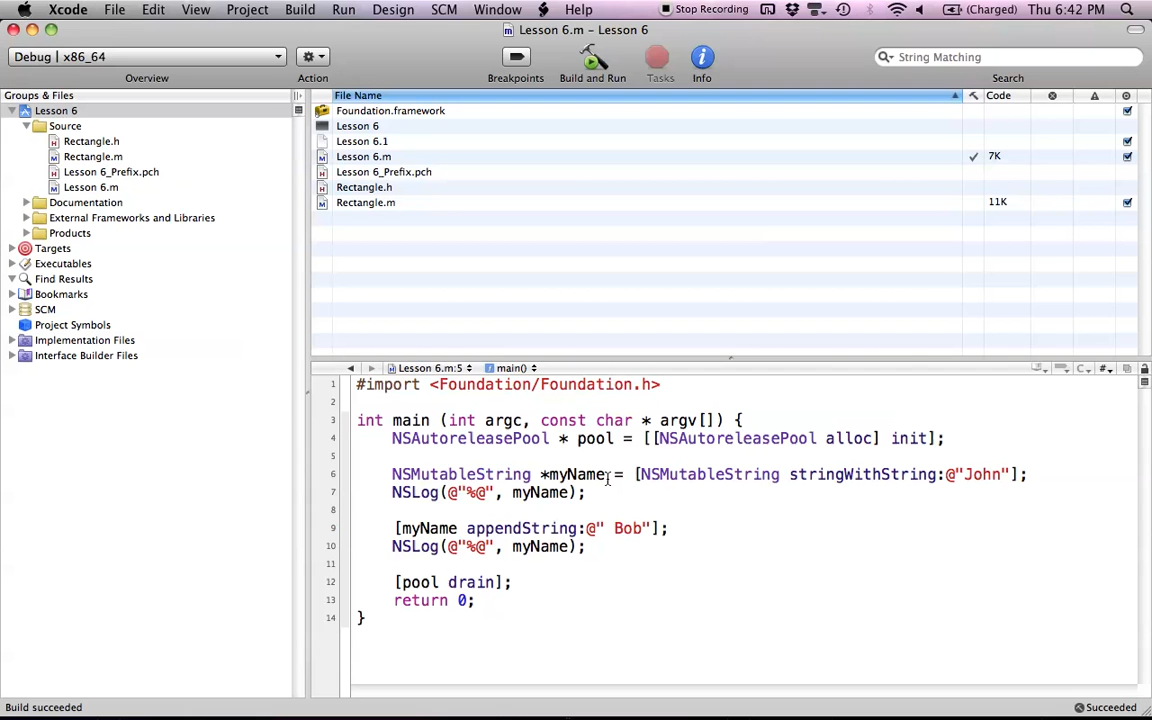 Xcode File Edit View Project Build Run Design SCM Window Help Stop Recording (Charged) Thu 6:42 PM
Lesson 6.m - Lesson 6
Debug | x86_64
String Matching
Overview Action Breakpoints Build and Run Tasks Info Search
Groups & Files
File Name Code
Lesson 6
Source
Rectangle.h
Rectangle.m
Lesson 6_Prefix.pch
Lesson 6.m
Documentation
External Frameworks and Libraries
Products
Targets
Executables
Find Results
Bookmarks
SCM
Project Symbols
Implementation Files
Interface Builder Files
Foundation.framework
Lesson 6
Lesson 6.1
Lesson 6.m 7K
Lesson 6_Prefix.pch
Rectangle.h
Rectangle.m 11K
Lesson 6.m:5 main() C #
1 #import <Foundation/Foundation.h>
2
3 int main (int argc, const char * argv[]) {
4 NSAutoreleasePool * pool = [[NSAutoreleasePool alloc] init];
5
6 NSMutableString *myName = [NSMutableString stringWithString:@"John"];
7 NSLog(@"%@", myName);
8
9 [myName appendString:@" Bob"];
10 NSLog(@"%@", myName);
11
12 [pool drain];
13 return 0;
14 }
Build succeeded Succeeded